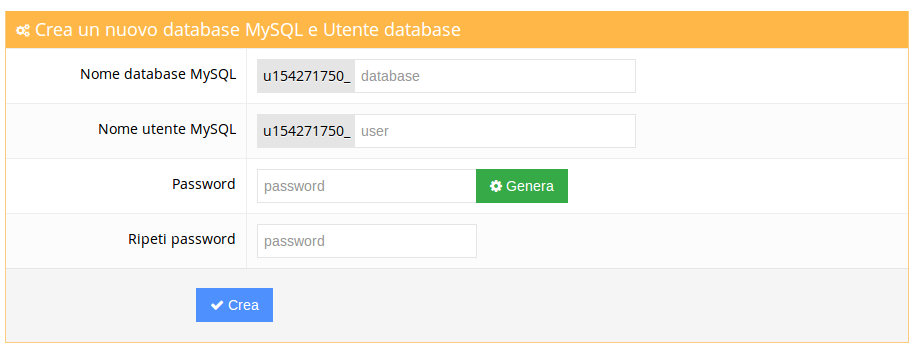 Crea un nuovo database MySQL e Utente database
Nome database MySQL u154271750_ database
Nome utente MySQL u154271750_ user
Password password Genera
Ripeti password password
Crea